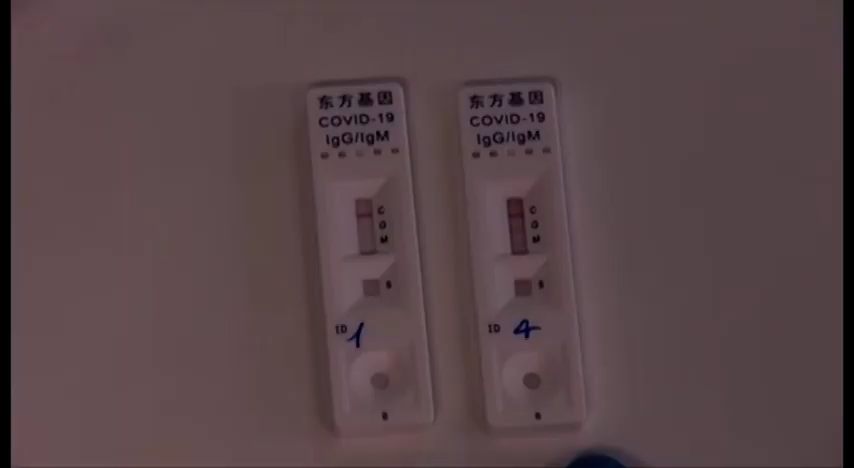 东方基因
COVID-19
IgG/IgM
C
G
M
S
ID 1
B
东方基因
COVID-19
IgG/IgM
C
G
M
S
ID 4
B